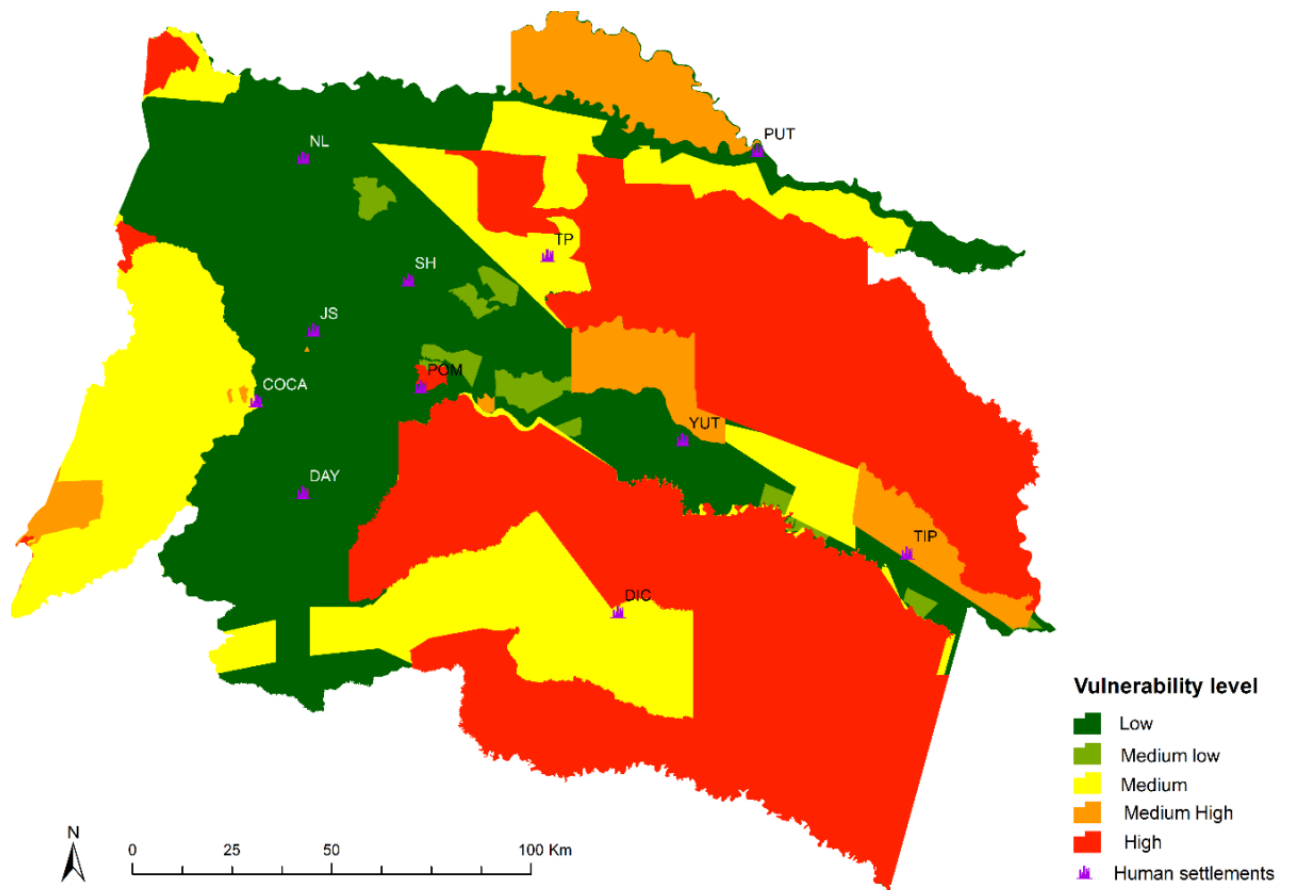 PUT
NL
TP
SH
JS
POM
COCA
YUT
DAY
TIP
DIC
Vulnerability level
Low
Medium low
Medium
Medium High
High
Human settlements
N
0 25 50 100 Km